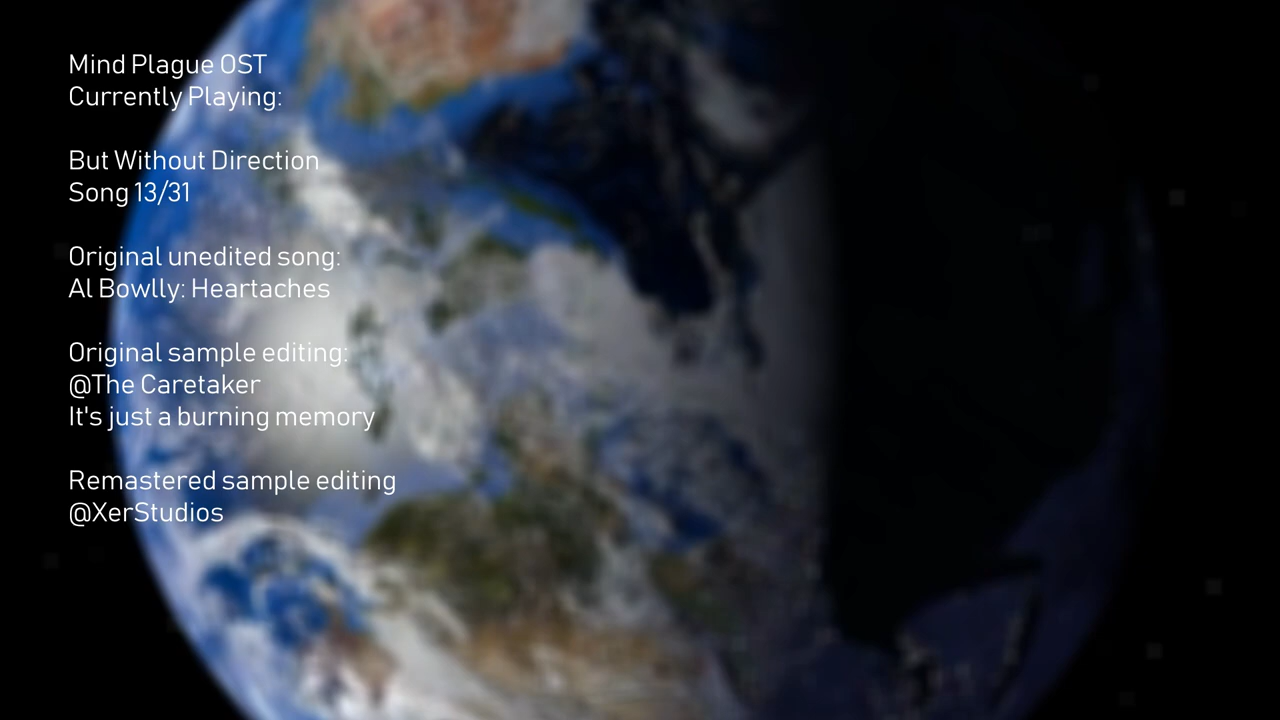 Mind Plague OST
Currently Playing:
But Without Direction
Song 13/31
Original unedited song:
Al Bowlly: Heartaches
Original sample editing:
@The Caretaker
It's just a burning memory
Remastered sample editing
@XerStudios